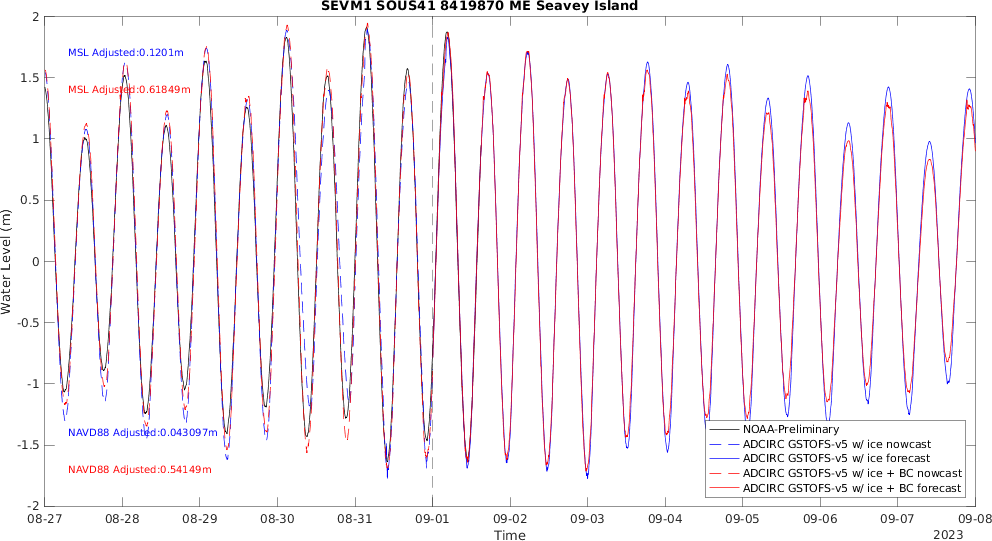 SEVM1 SOUS41 8419870 ME Seavey Island
2
1.5
1
0.5
0
-0.5
-1
-1.5
-2
Water Level (m)
MSL Adjusted:0.1201m
MSL Adjusted:0.61849m
NAVD88 Adjusted:0.043097m
NAVD88 Adjusted:0.54149m
NOAA-Preliminary
ADCIRC GSTOFS-v5 w/ ice nowcast
ADCIRC GSTOFS-v5 w/ ice forecast
ADCIRC GSTOFS-v5 w/ ice + BC nowcast
ADCIRC GSTOFS-v5 w/ ice + BC forecast
08-27 08-28 08-29 08-30 08-31 09-01 09-02 09-03 09-04 09-05 09-06 09-07 09-08
Time
2023